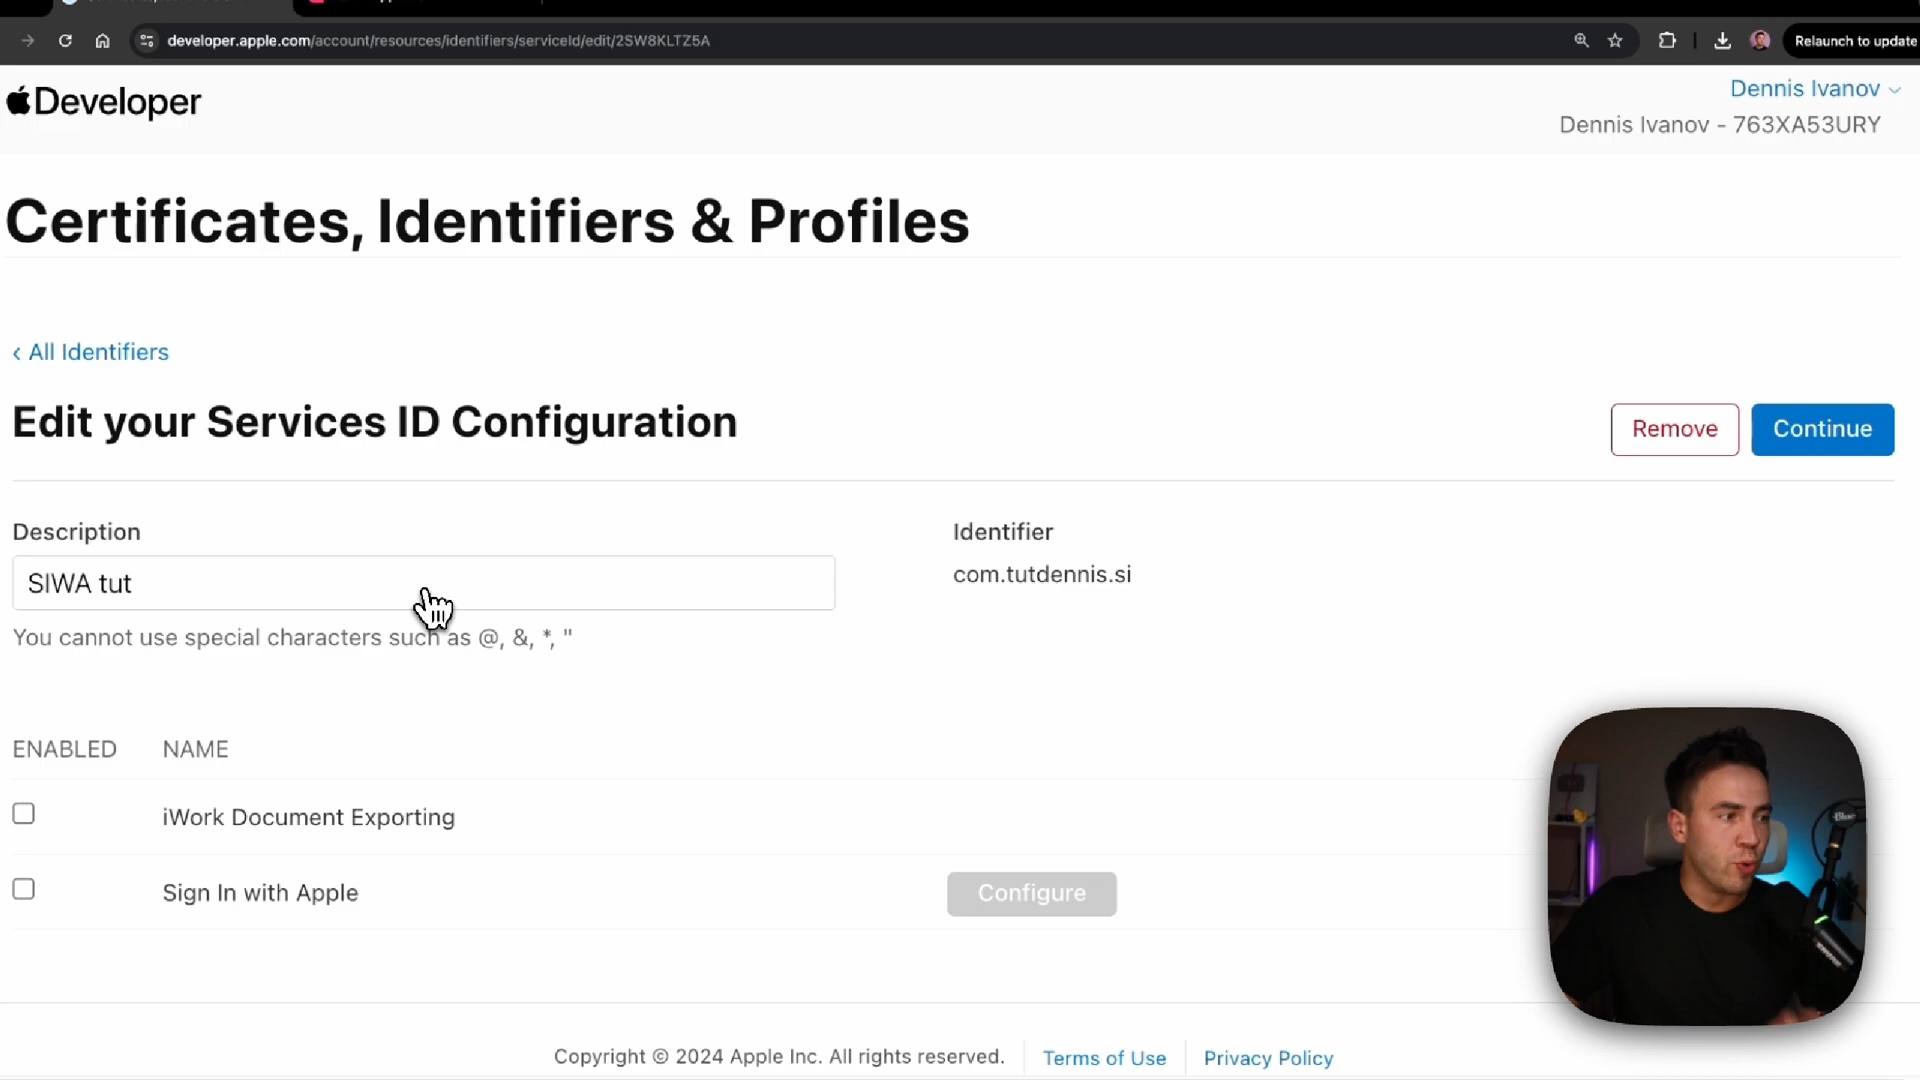 developer.apple.com/account/resources/identifiers/serviceId/edit/2SW8KLTZ5A
Relaunch to update
Developer
Dennis Ivanov
Dennis Ivanov - 763XA53URY
Certificates, Identifiers & Profiles
‹ All Identifiers
Edit your Services ID Configuration
Remove
Continue
Description
Identifier
SIWA tut
com.tutdennis.si
You cannot use special characters such as @, &, *, "
ENABLED
NAME
iWork Document Exporting
Sign In with Apple
Configure
Copyright © 2024 Apple Inc. All rights reserved.
Terms of Use
Privacy Policy
Blue